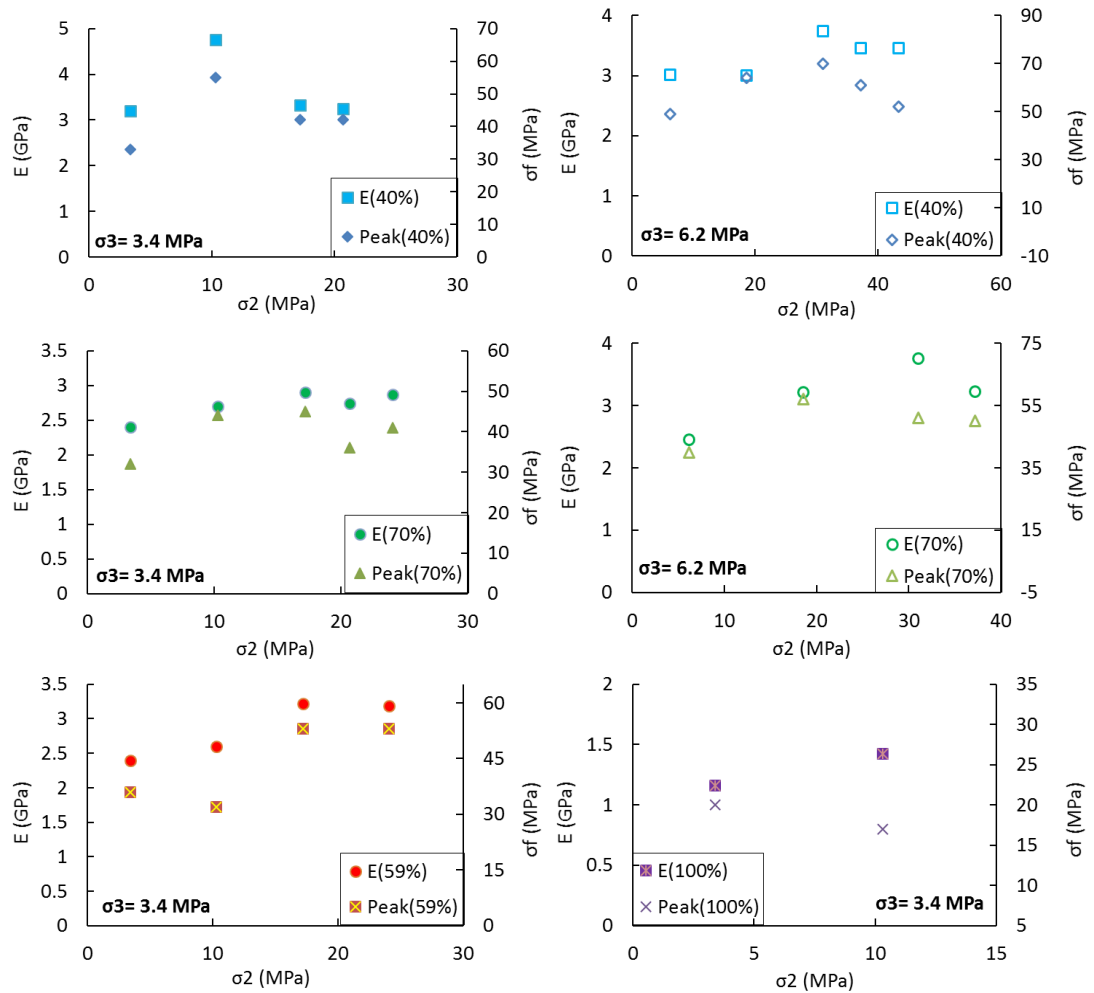 E (GPa)
5
4
3
2
1
0
σf (MPa)
70
60
50
40
30
20
10
0
E(40%)
Peak(40%)
σ3= 3.4 MPa
0 10 20 30
σ2 (MPa)
E (GPa)
4
3
2
1
0
σf (MPa)
90
70
50
30
10
-10
E(40%)
Peak(40%)
σ3= 6.2 MPa
0 20 40 60
σ2 (MPa)
E (GPa)
3.5
3
2.5
2
1.5
1
0.5
0
σf (MPa)
60
50
40
30
20
10
0
E(70%)
Peak(70%)
σ3= 3.4 MPa
0 10 20 30
σ2 (MPa)
E (GPa)
4
3
2
1
0
σf (MPa)
75
55
35
15
-5
E(70%)
Peak(70%)
σ3= 6.2 MPa
0 10 20 30 40
σ2 (MPa)
E (GPa)
3.5
3
2.5
2
1.5
1
0.5
0
σf (MPa)
60
45
30
15
0
E(59%)
Peak(59%)
σ3= 3.4 MPa
0 10 20 30
σ2 (MPa)
E (GPa)
2
1.5
1
0.5
0
σf (MPa)
35
30
25
20
15
10
5
E(100%)
Peak(100%)
σ3= 3.4 MPa
5 10 15
σ2 (MPa)